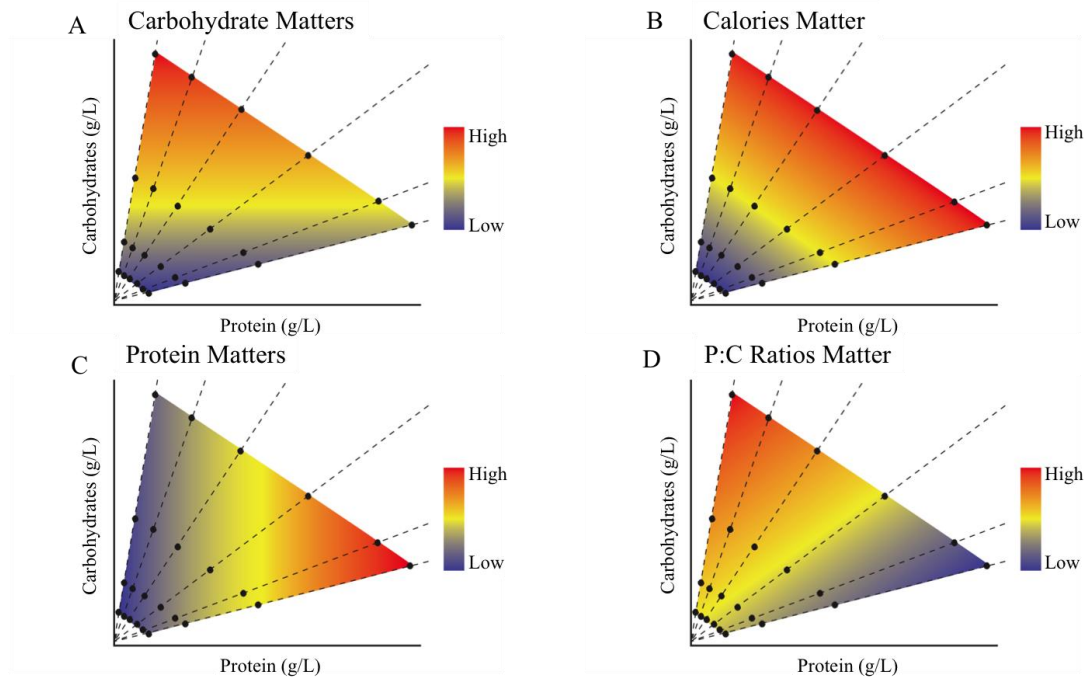 A Carbohydrate Matters
Carbohydrates (g/L)
High
Low
Protein (g/L)
B Calories Matter
Carbohydrates (g/L)
High
Low
Protein (g/L)
C Protein Matters
Carbohydrates (g/L)
High
Low
Protein (g/L)
D P:C Ratios Matter
Carbohydrates (g/L)
High
Low
Protein (g/L)